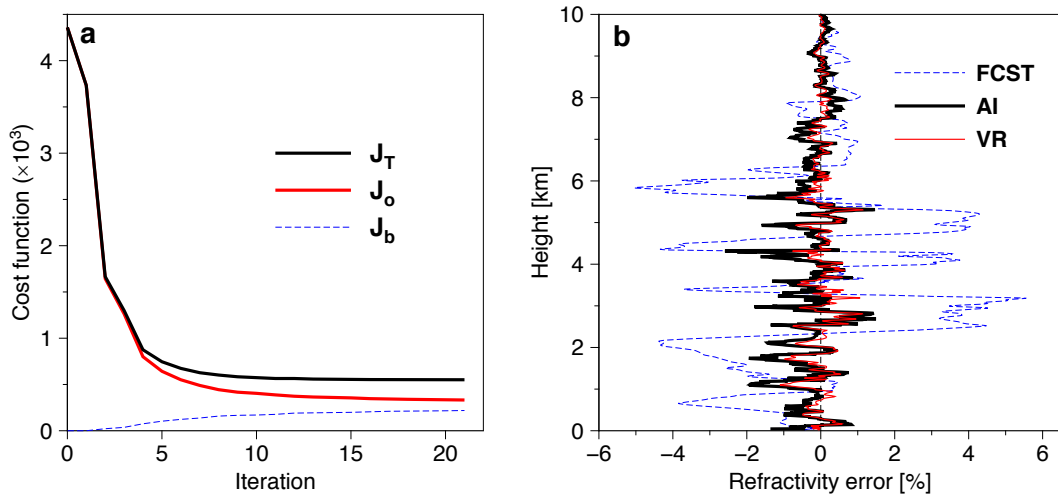 a
Cost function (×10³)
4
3
2
1
0
J_T
J_o
J_b
0 5 10 15 20
Iteration
b
Height [km]
10
8
6
4
2
0
FCST
AI
VR
−6 −4 −2 0 2 4 6
Refractivity error [%]